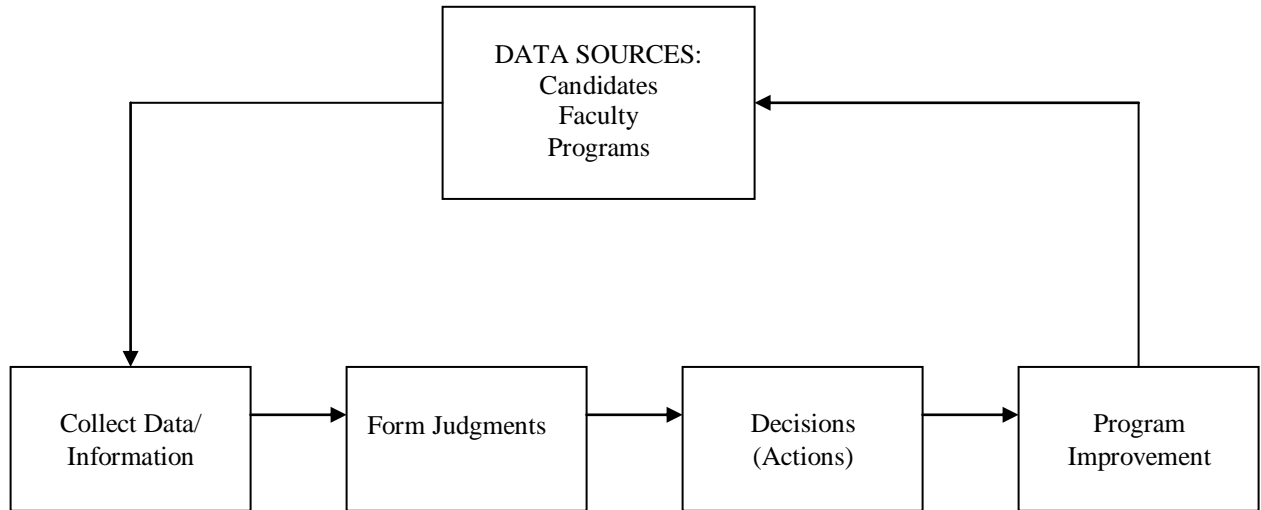 DATA SOURCES:
Candidates
Faculty
Programs
Collect Data/
Information
Form Judgments
Decisions
(Actions)
Program
Improvement